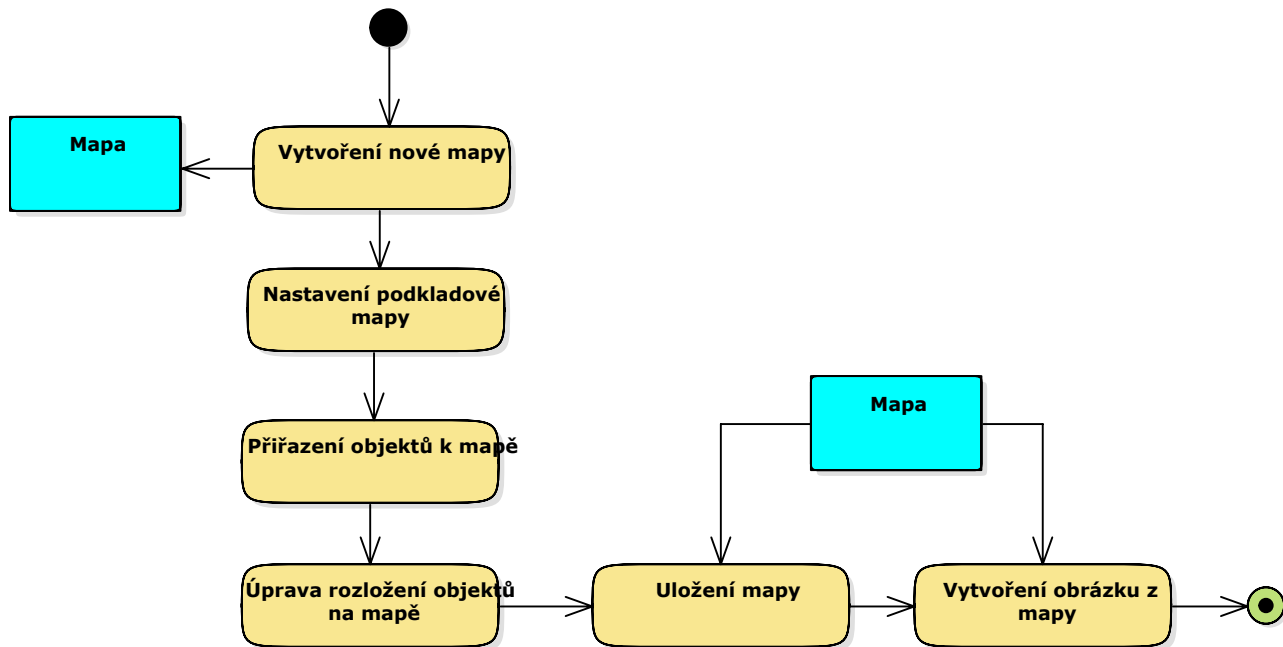 Mapa
Vytvoření nové mapy
Nastavení podkladové
mapy
Mapa
Přiřazení objektů k mapě
Úprava rozložení objektů
na mapě
Uložení mapy
Vytvoření obrázku z
mapy